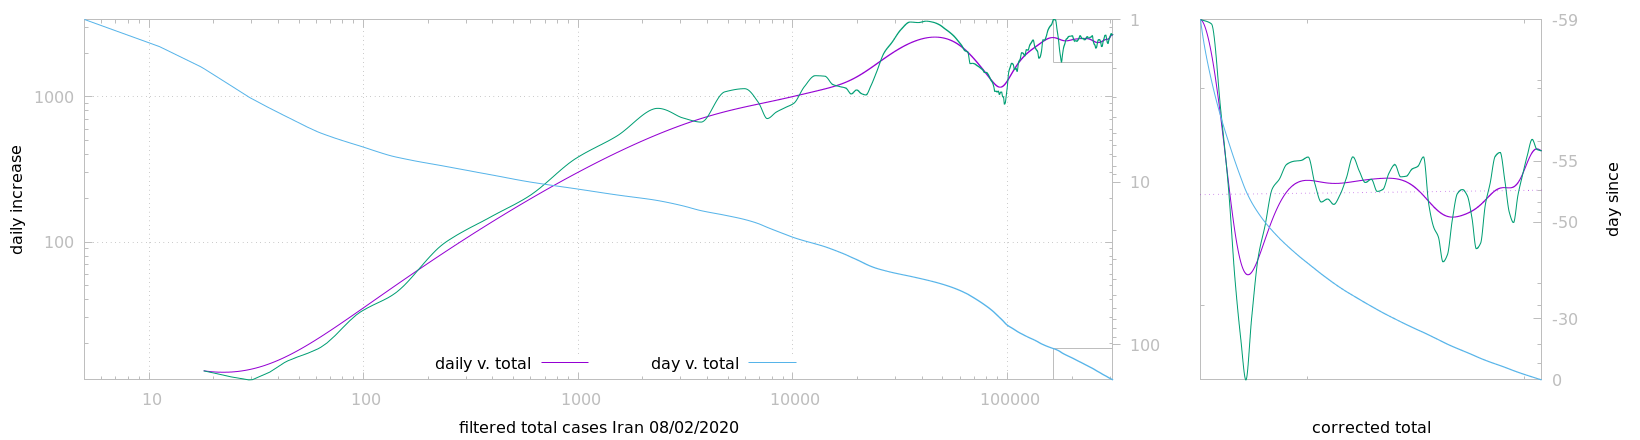 1
-59
1000
daily increase
-55
10
-50
day since
100
-30
daily v. total
day v. total
100
0
10
100
1000
10000
100000
filtered total cases Iran 08/02/2020
corrected total